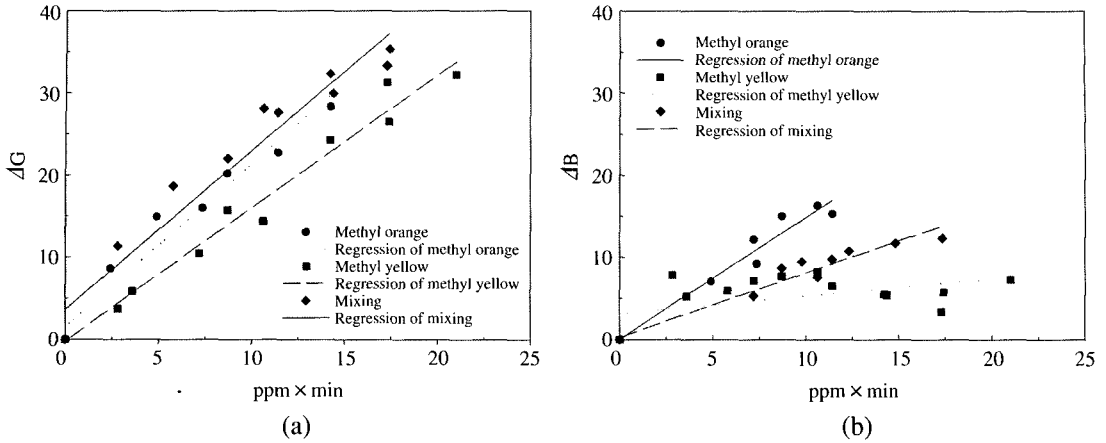 40
30
20
10
0
ΔG
0 5 10 15 20 25
ppm × min
Methyl orange
Regression of methyl orange
Methyl yellow
Regression of methyl yellow
Mixing
Regression of mixing
(a)
40
30
20
10
0
ΔB
0 5 10 15 20 25
ppm × min
Methyl orange
Regression of methyl orange
Methyl yellow
Regression of methyl yellow
Mixing
Regression of mixing
(b)